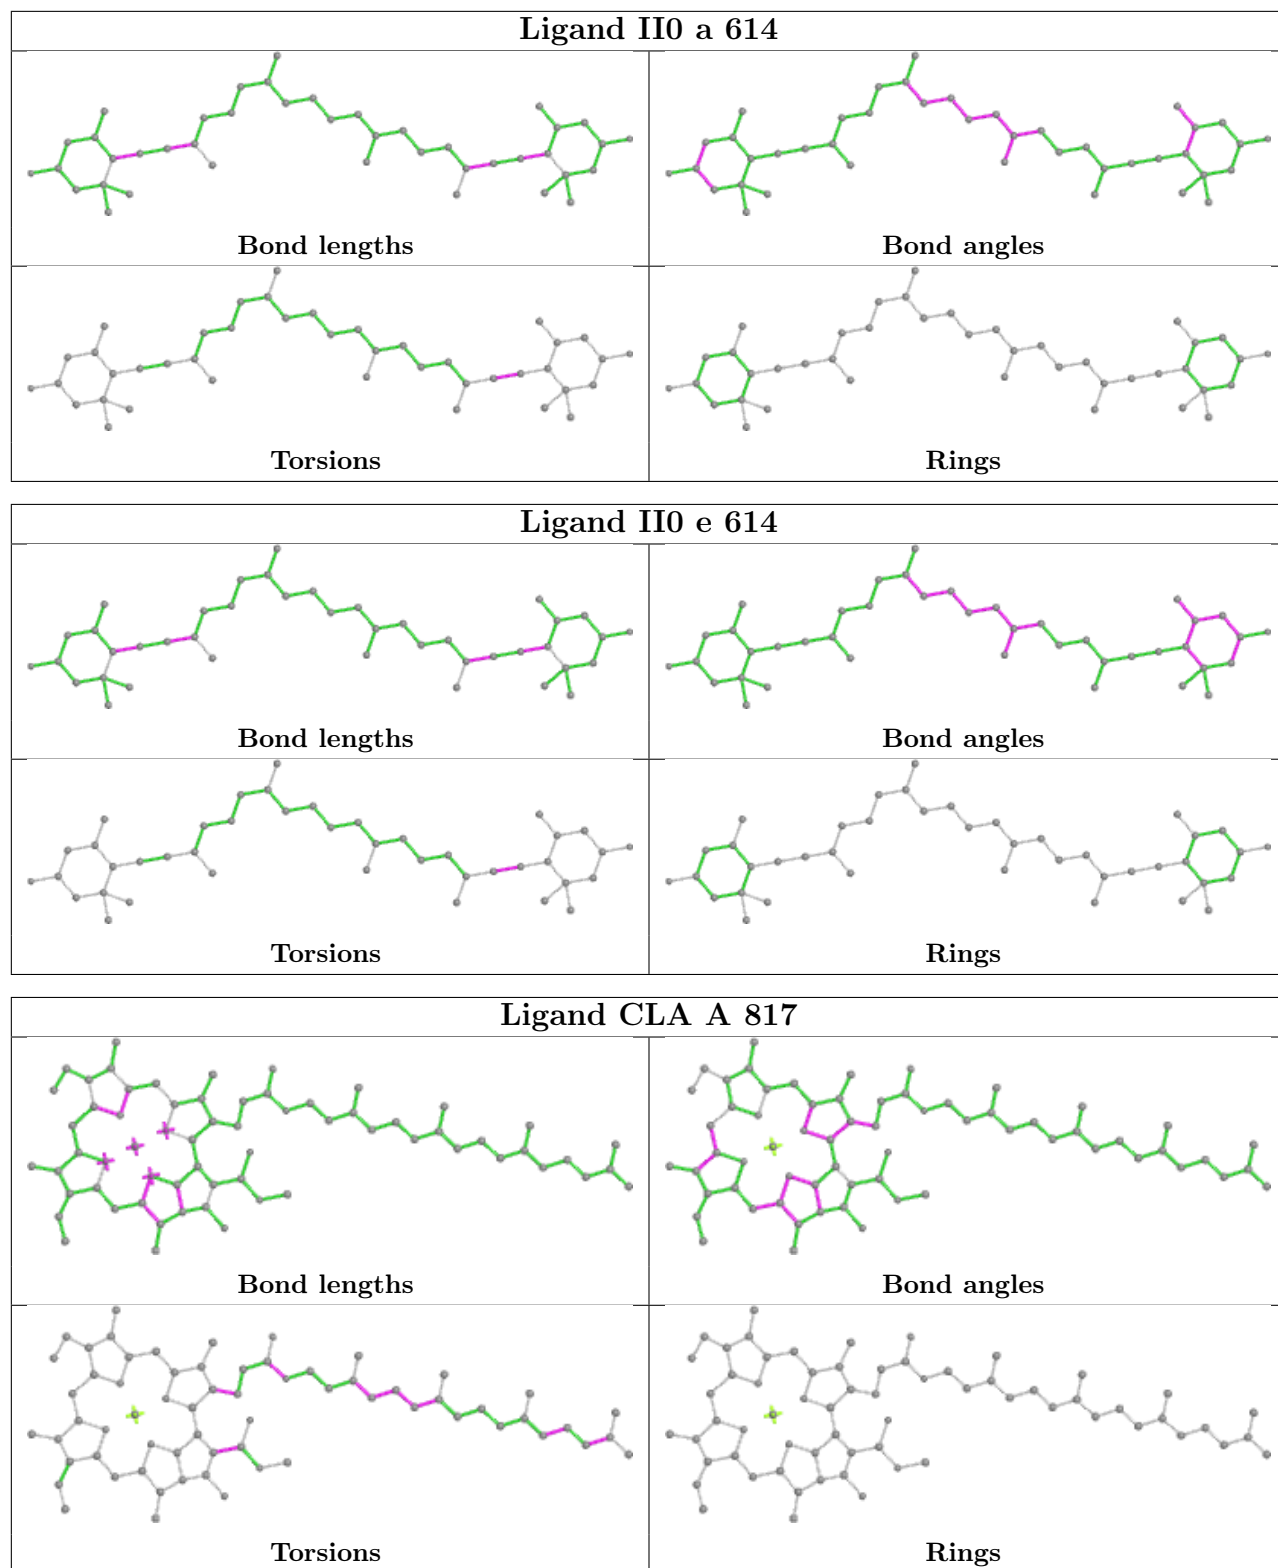 Ligand II0 a 614
Bond lengths
Bond angles
Torsions
Rings
Ligand II0 e 614
Bond lengths
Bond angles
Torsions
Rings
Ligand CLA A 817
Bond lengths
Bond angles
Torsions
Rings